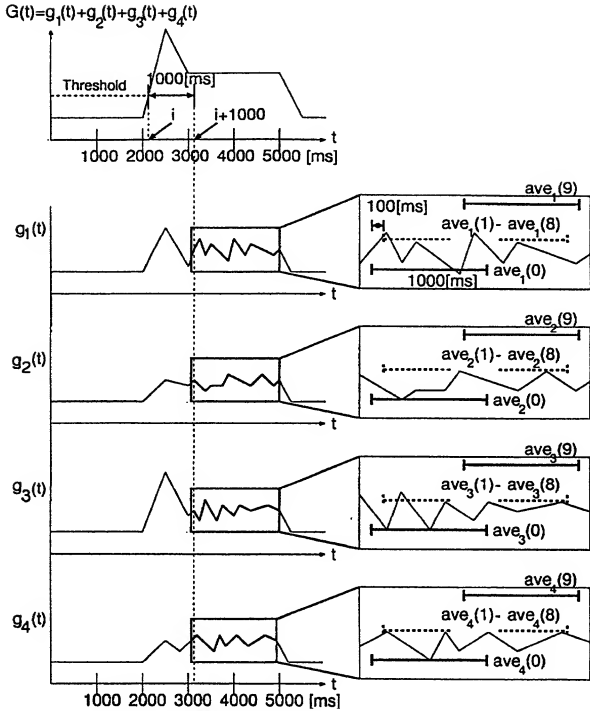 G(t)=g1(t)+g2(t)+g3(t)+g4(t)
Threshold
1000[ms]
i
i+1000
t
1000 2000 3000 4000 5000 [ms]
g1(t)
t
ave1(9)
100[ms]
ave1(1)- ave1(8)
ave1(0)
1000[ms]
g2(t)
t
ave2(9)
ave2(1)- ave2(8)
ave2(0)
g3(t)
t
ave3(9)
ave3(1)- ave3(8)
ave3(0)
g4(t)
t
ave4(9)
ave4(1)- ave4(8)
ave4(0)
1000 2000 3000 4000 5000 [ms]